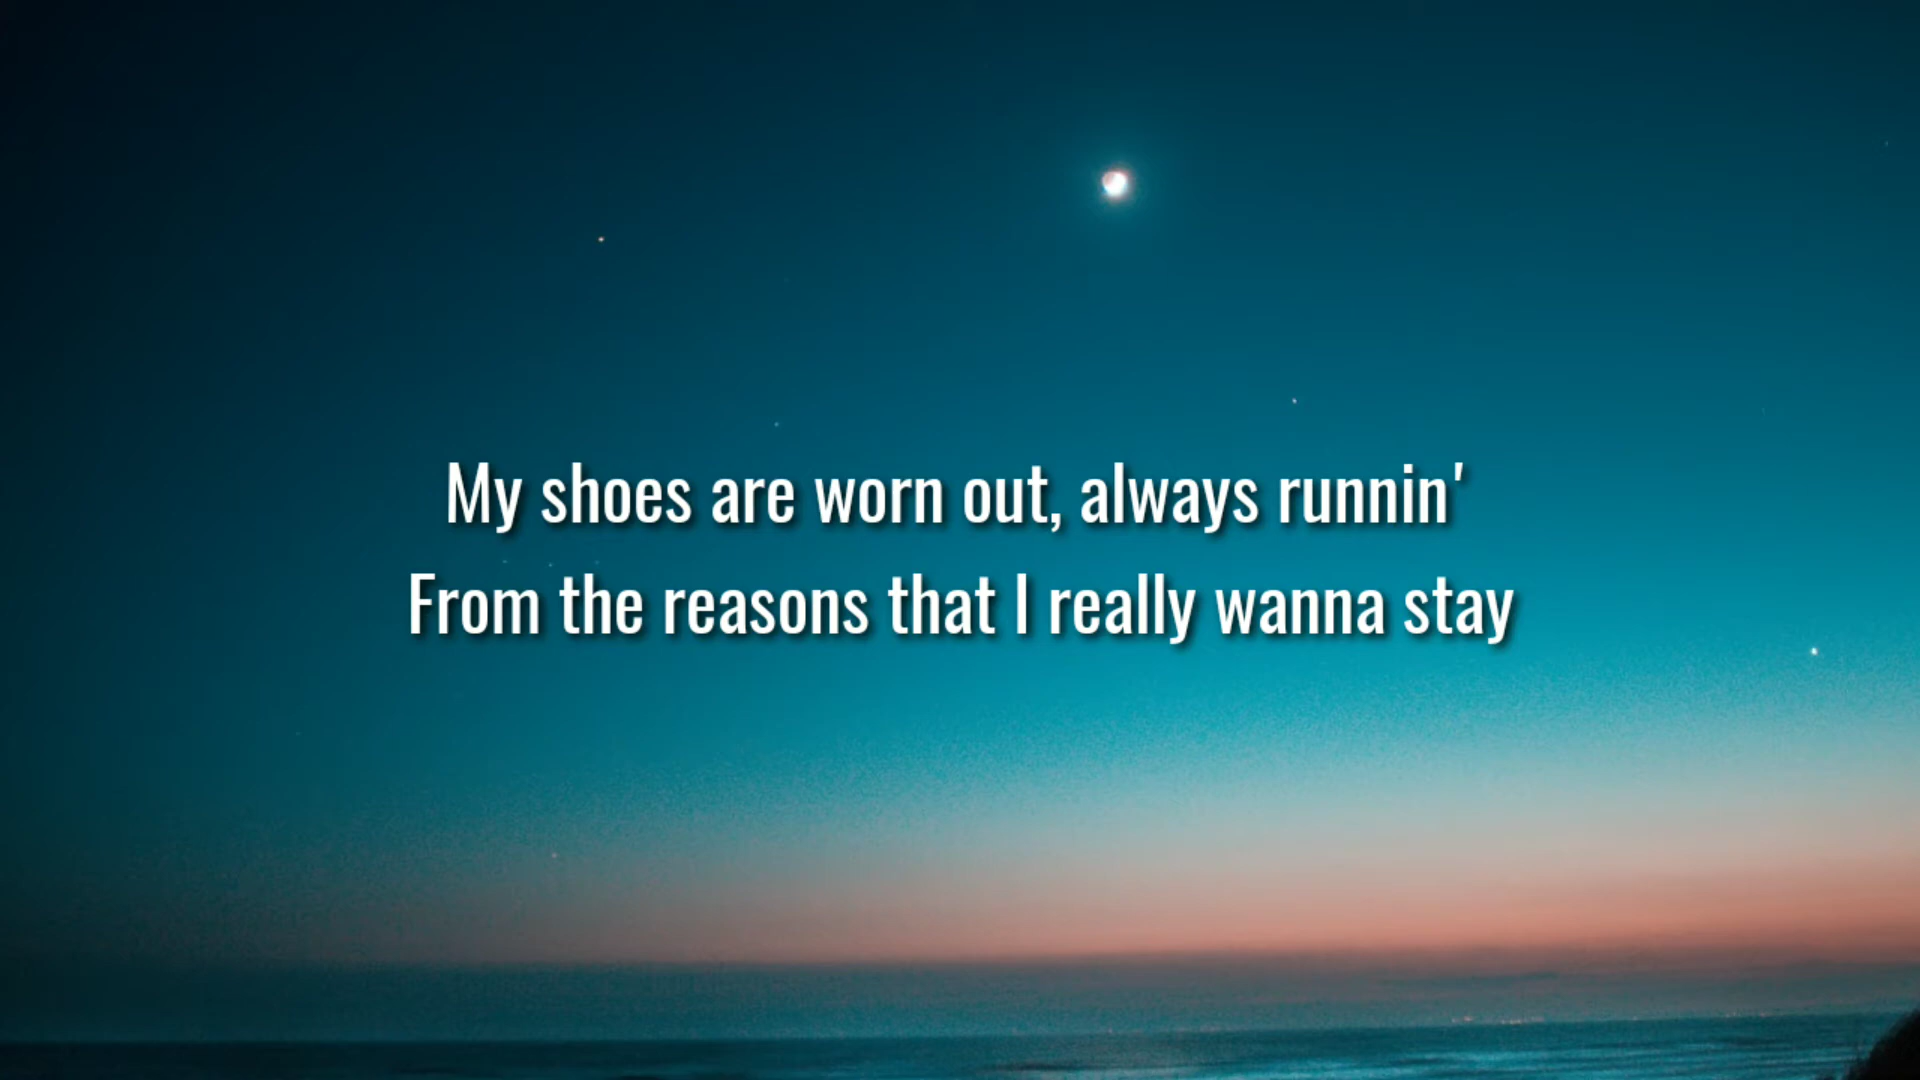 My shoes are worn out, always runnin'
From the reasons that I really wanna stay